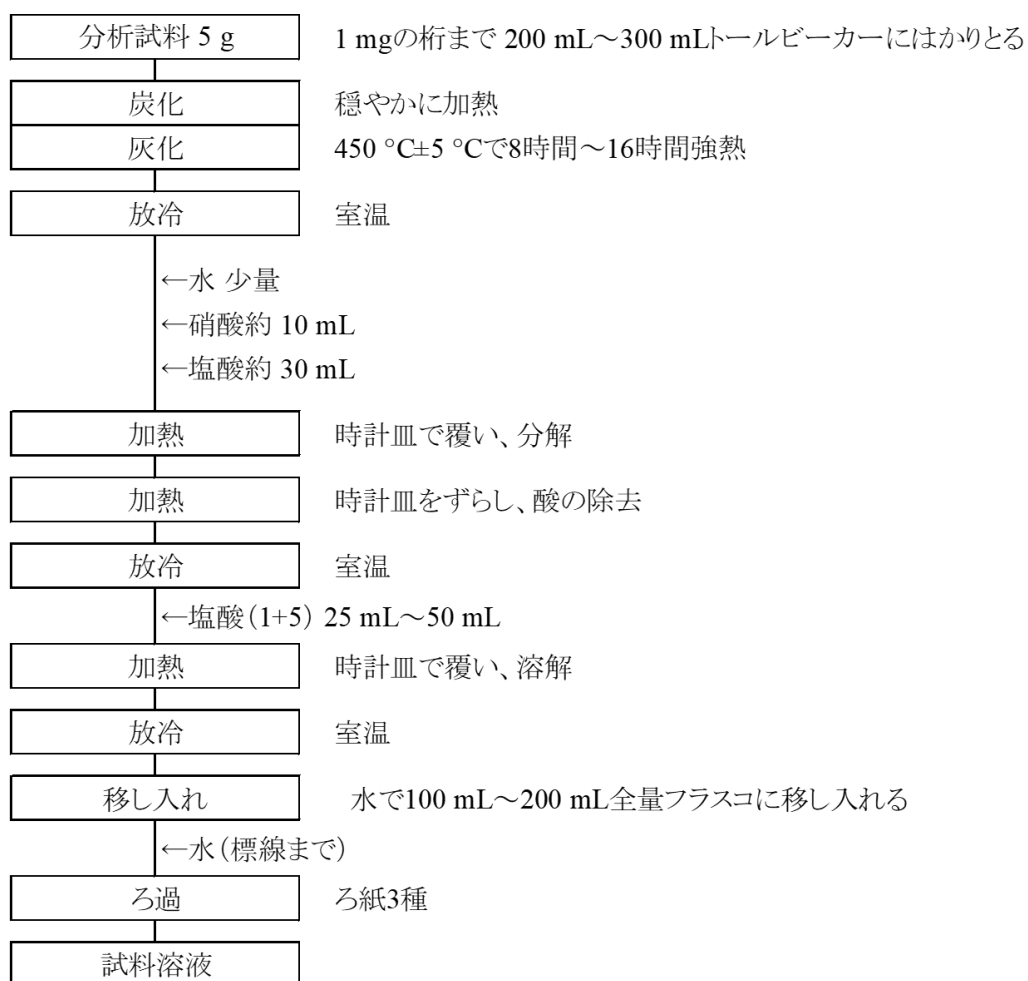 分析試料 5 g 1 mgの桁まで 200 mL～300 mLトールビーカーにはかりとる
炭化 穏やかに加熱
灰化 450 °C±5 °Cで8時間～16時間強熱
放冷 室温
←水 少量
←硝酸約 10 mL
←塩酸約 30 mL
加熱 時計皿で覆い、分解
加熱 時計皿をずらし、酸の除去
放冷 室温
←塩酸（1+5） 25 mL～50 mL
加熱 時計皿で覆い、溶解
放冷 室温
移し入れ 水で100 mL～200 mL全量フラスコに移し入れる
←水（標線まで）
ろ過 ろ紙3種
試料溶液